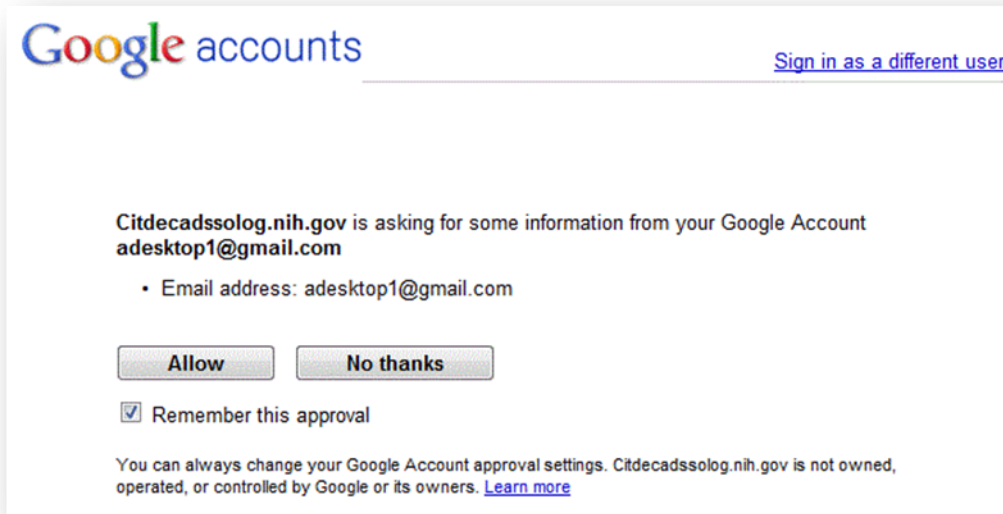 Google accounts
Sign in as a different user
Citdecadssolog.nih.gov is asking for some information from your Google Account
adesktop1@gmail.com
• Email address: adesktop1@gmail.com
Allow No thanks
Remember this approval
You can always change your Google Account approval settings. Citdecadssolog.nih.gov is not owned,
operated, or controlled by Google or its owners. Learn more